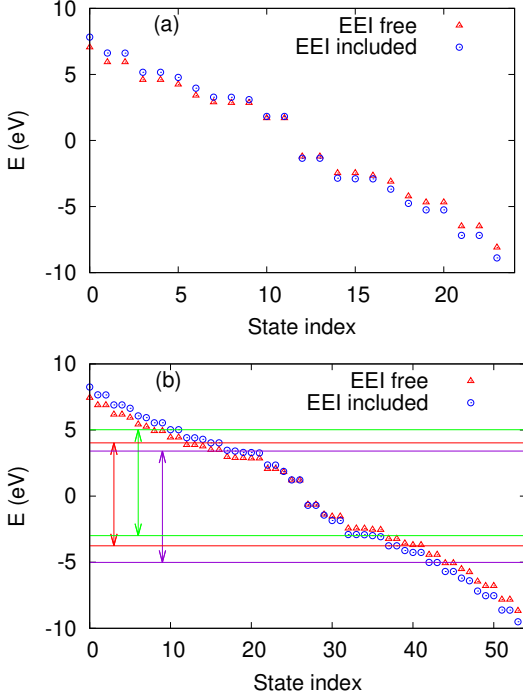 (a)
EEI free
EEI included
10
5
0
-5
-10
E (eV)
0 5 10 15 20
State index
(b)
EEI free
EEI included
10
5
0
-5
-10
E (eV)
0 10 20 30 40 50
State index